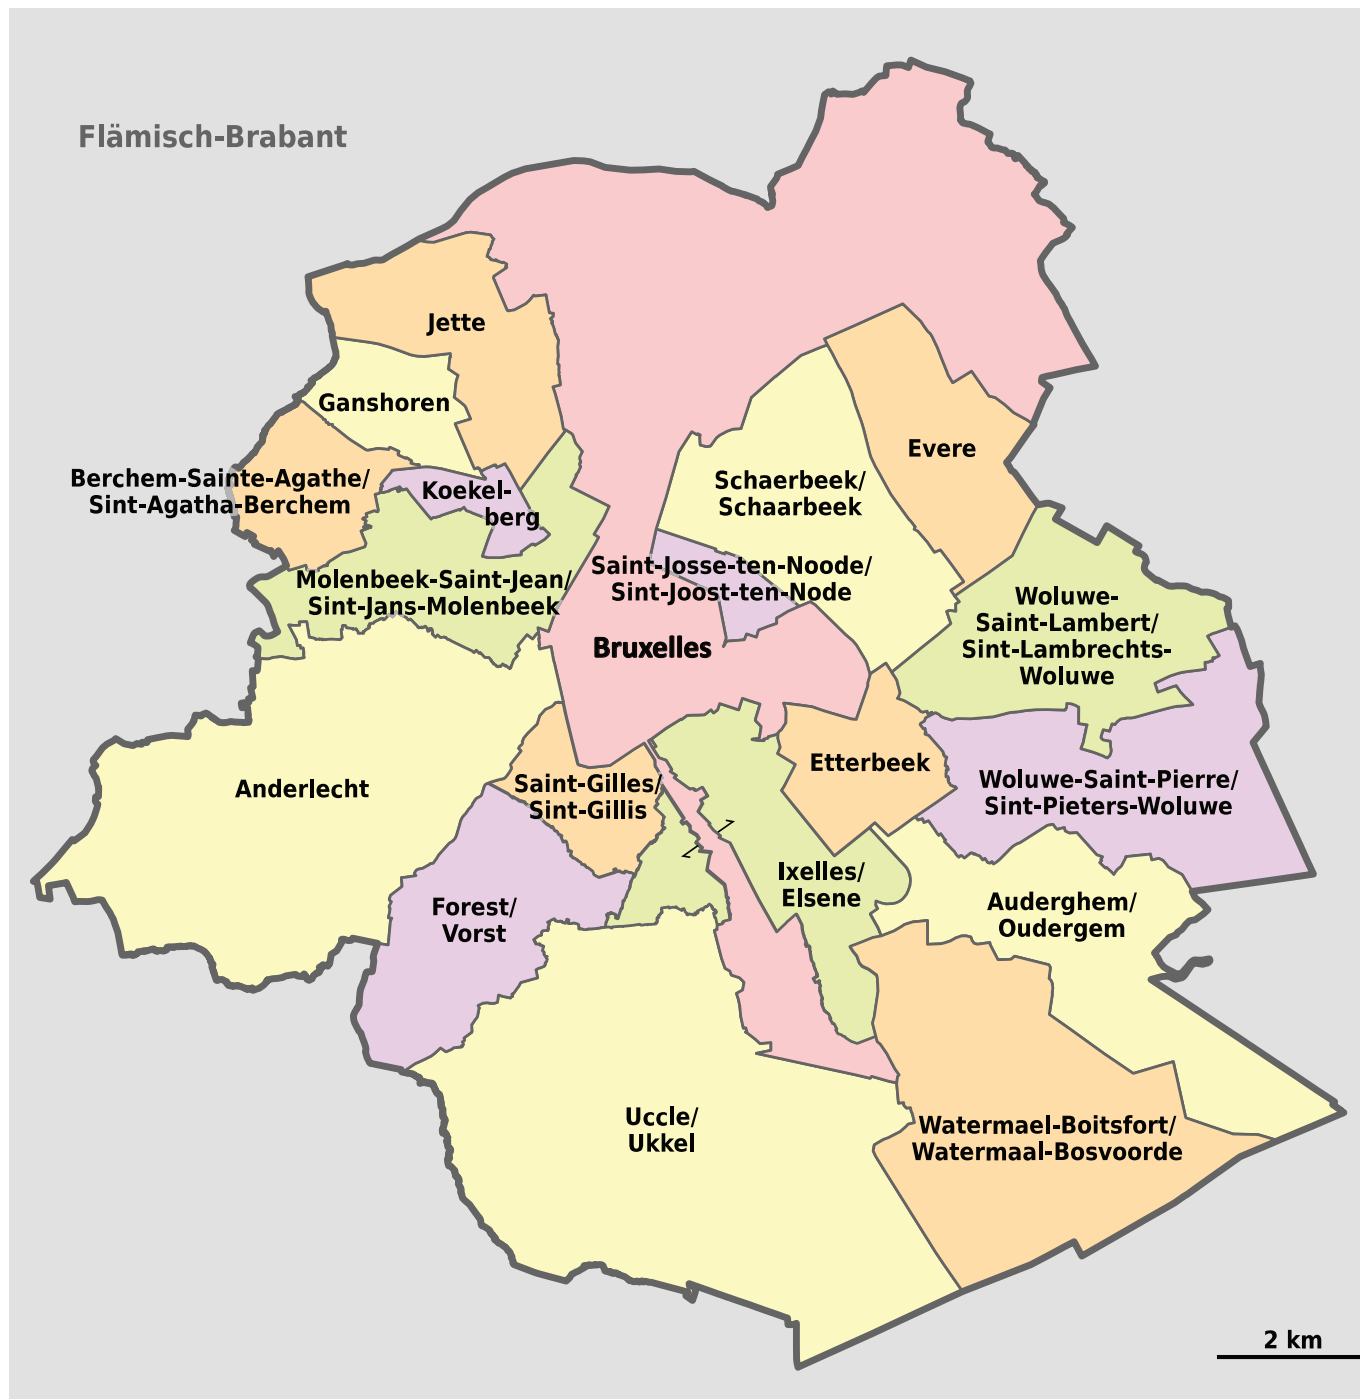 Flämisch-Brabant
Jette
Ganshoren
Evere
Berchem-Sainte-Agathe/
Sint-Agatha-Berchem
Koekel-
berg
Schaerbeek/
Schaarbeek
Molenbeek-Saint-Jean/
Sint-Jans-Molenbeek
Saint-Josse-ten-Noode/
Sint-Joost-ten-Node
Woluwe-
Saint-Lambert/
Sint-Lambrechts-
Woluwe
Bruxelles
Etterbeek
Anderlecht
Saint-Gilles/
Sint-Gillis
Woluwe-Saint-Pierre/
Sint-Pieters-Woluwe
Ixelles/
Elsene
Forest/
Vorst
Auderghem/
Oudergem
Uccle/
Ukkel
Watermael-Boitsfort/
Watermaal-Bosvoorde
2 km